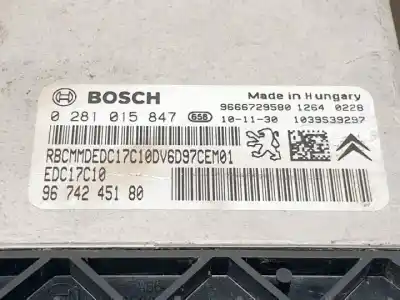 BOSCH
Made in Hungary
9666729580 1264 0228
0 281 015 847 658
10-11-30 1039S39297
RBCMMDEDC17C10DV6D97CEM01
EDC17C10
96 742 451 80